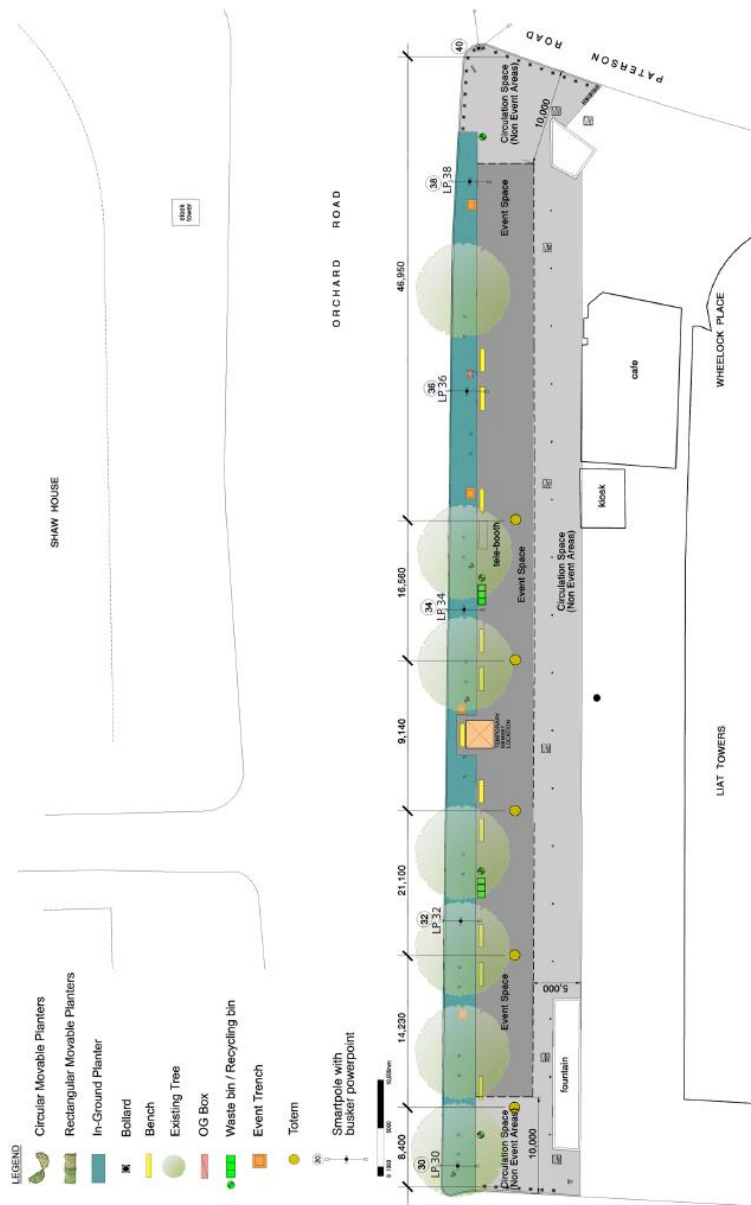 LEGEND
Circular Movable Planters
Rectangular Movable Planters
In-Ground Planter
Bollard
Bench
Existing Tree
OG Box
Waste bin / Recycling bin
Event Trench
Totem
Smartpole with
busker powerpoint
10,000mm
SHAW HOUSE
clock
tower
ORCHARD ROAD
PATERSON ROAD
8,400
14,230
21,100
9,140
16,560
46,950
30
LP 30
32
LP 32
34
LP 34
36
LP 36
38
LP 38
40
Circulation Space
(Non Event Areas)
10,000
Event Space
TEMPORARY
DESSERT
LOCATION
tele-booth
Event Space
Event Space
Circulation Space
(Non Event Areas)
10,000
Circulation Space
(Non Event Areas)
5,000
fountain
kiosk
cafe
LIAT TOWERS
WHEELOCK PLACE